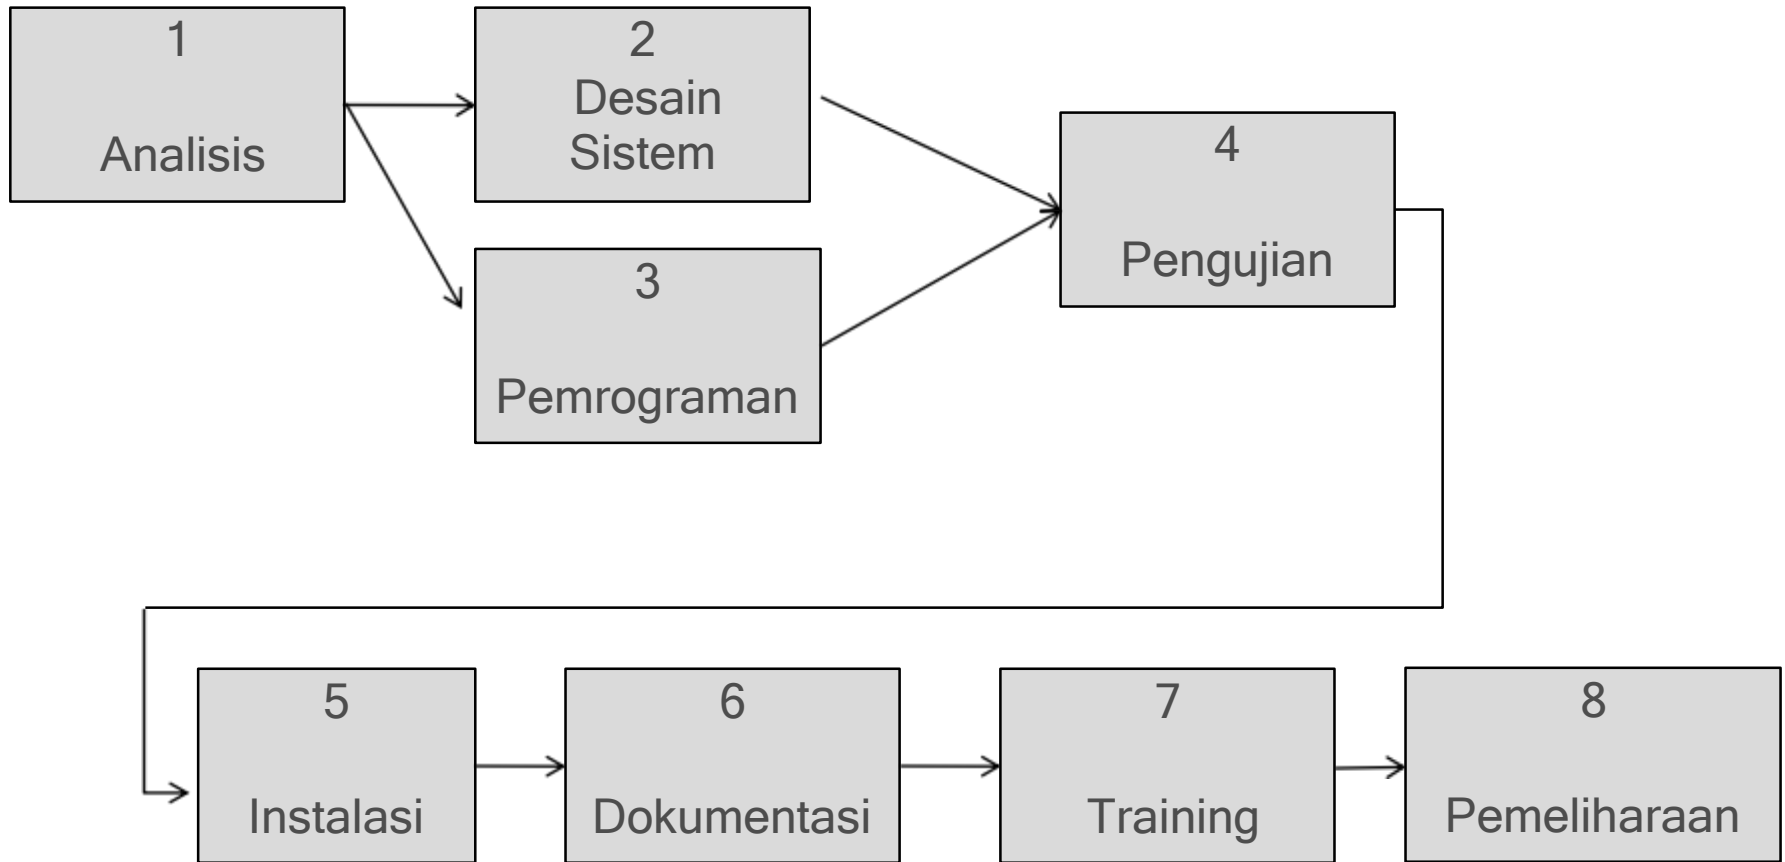 1
Analisis
2
Desain
Sistem
3
Pemrograman
4
Pengujian
5
Instalasi
6
Dokumentasi
7
Training
8
Pemeliharaan